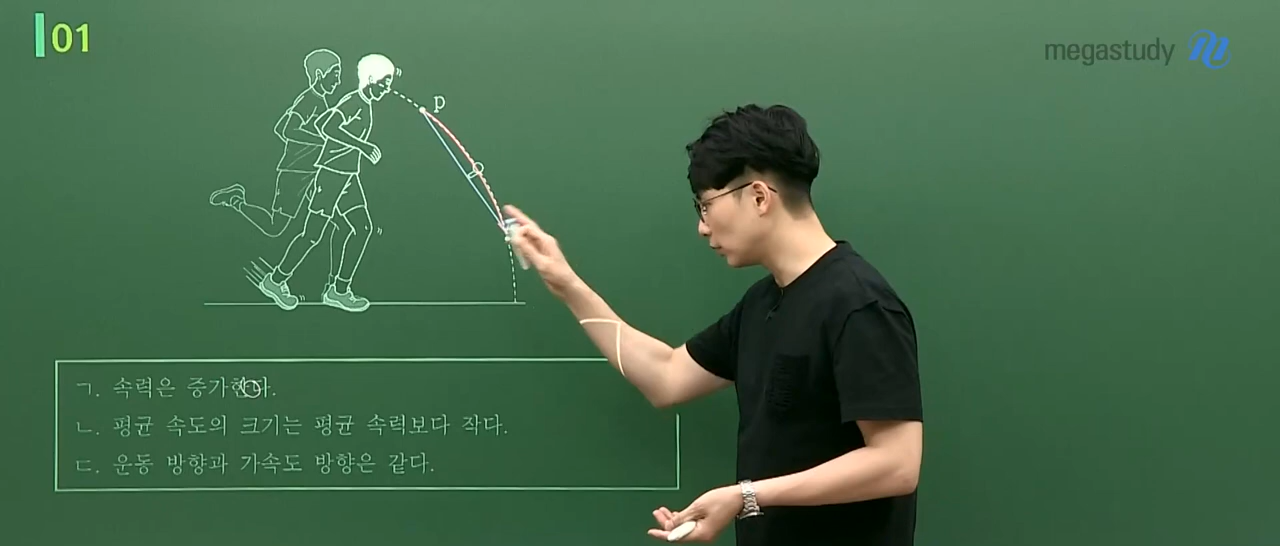 01
megastudy
P
ㄱ. 속력은 증가한다.
ㄴ. 평균 속도의 크기는 평균 속력보다 작다.
ㄷ. 운동 방향과 가속도 방향은 같다.